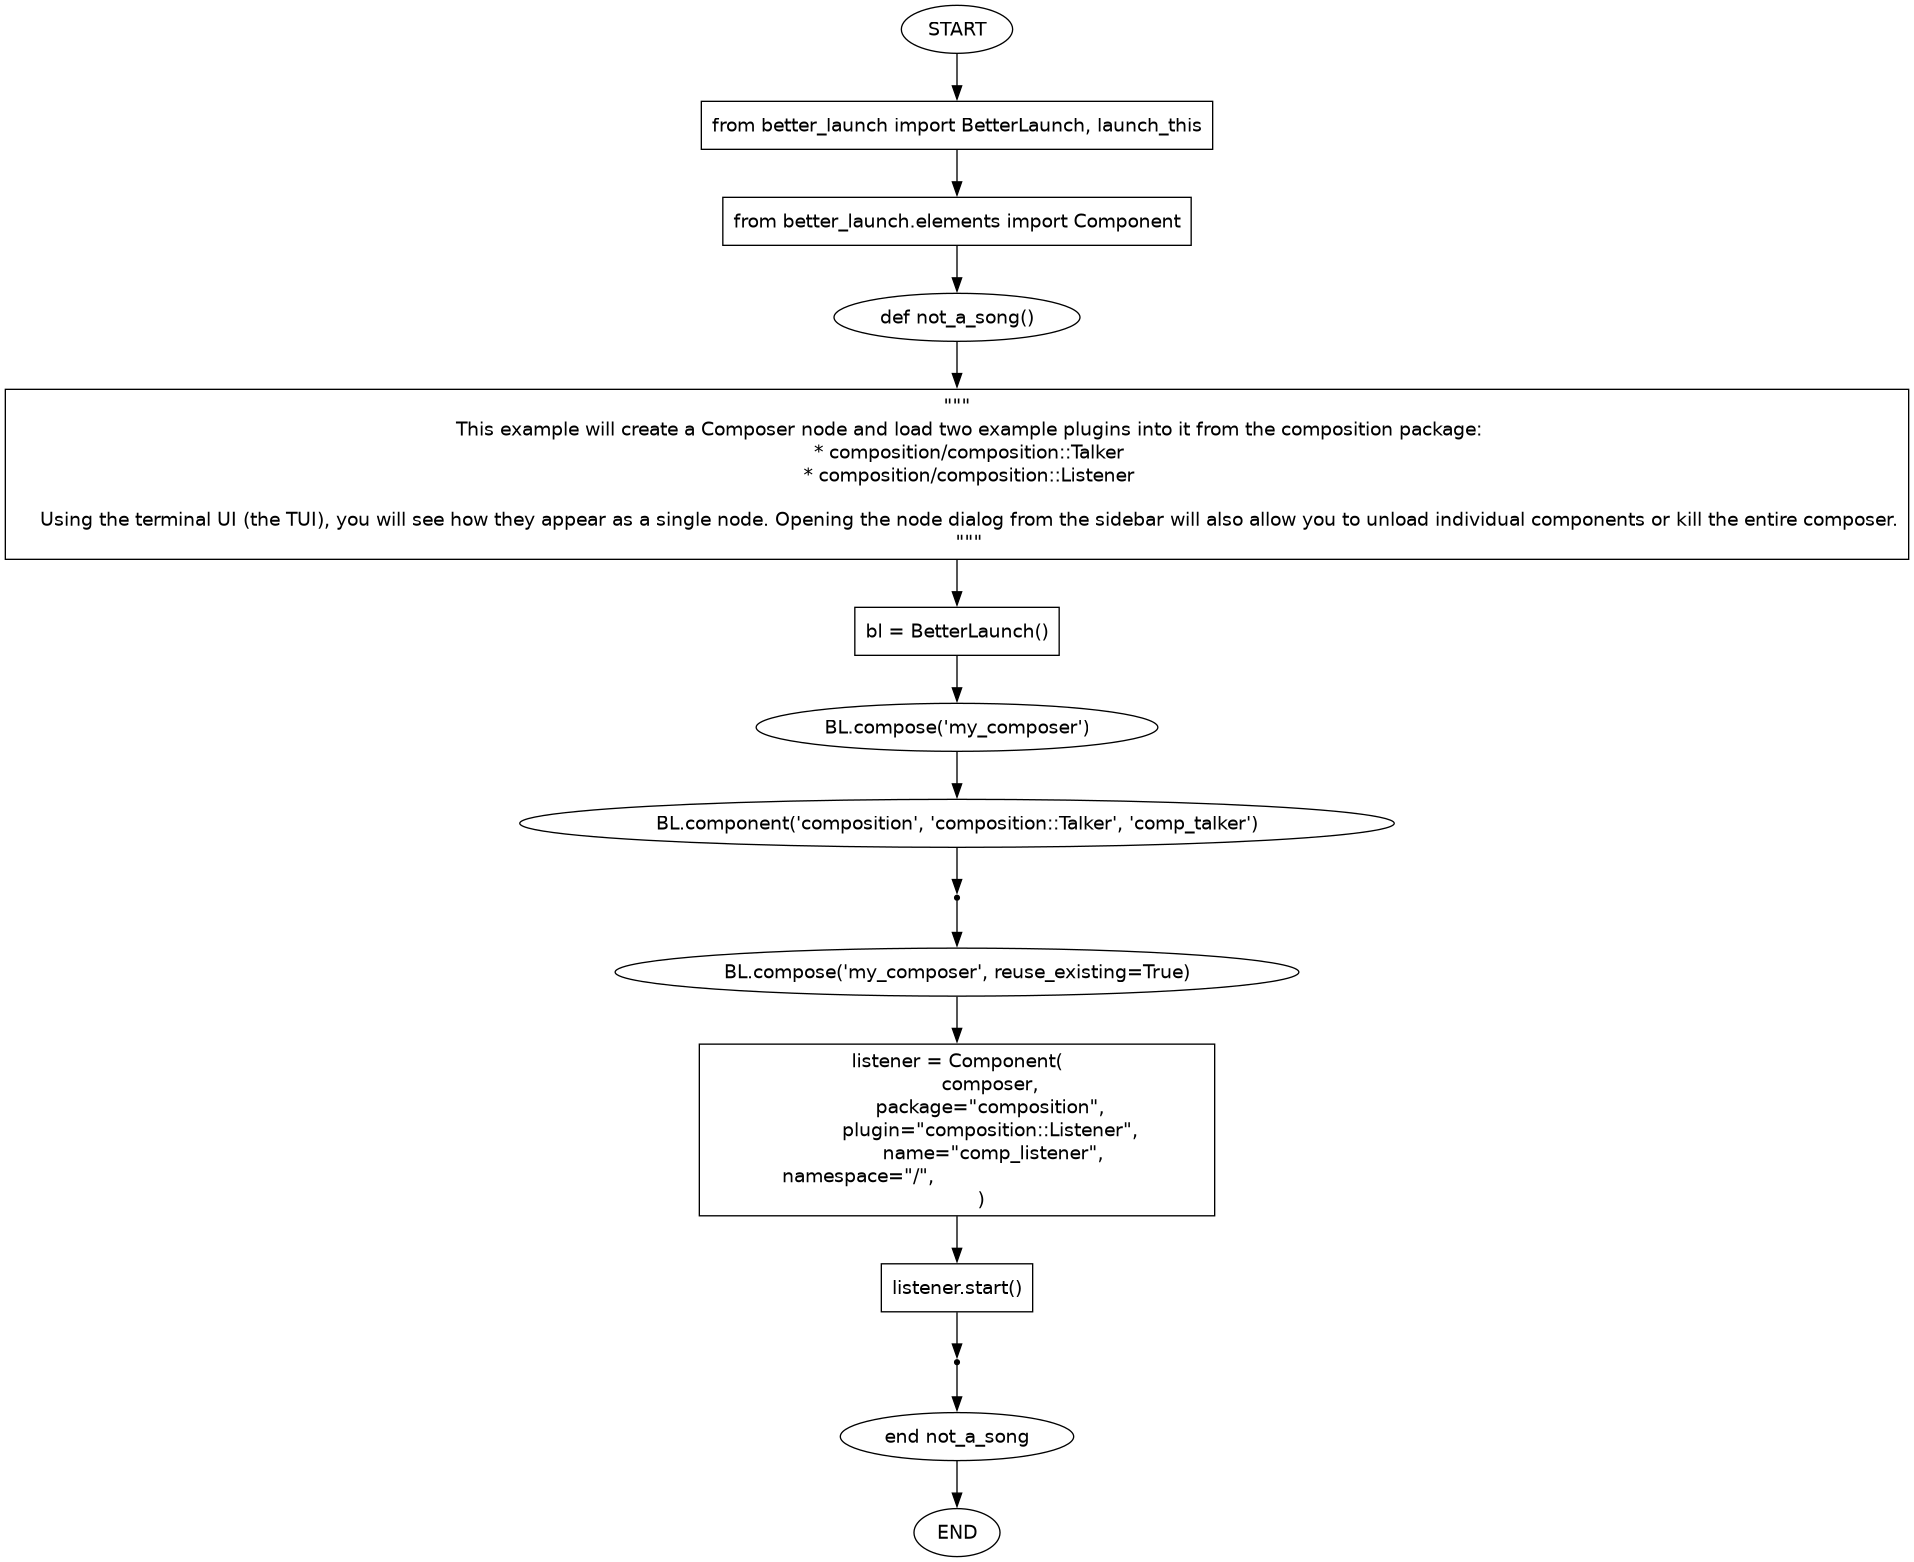 START
from better_launch import BetterLaunch, launch_this
from better_launch.elements import Component
def not_a_song()
"""
This example will create a Composer node and load two example plugins into it from the composition package:
* composition/composition::Talker
* composition/composition::Listener
Using the terminal UI (the TUI), you will see how they appear as a single node. Opening the node dialog from the sidebar will also allow you to unload individual components or kill the entire composer.
"""
bl = BetterLaunch()
BL.compose('my_composer')
BL.component('composition', 'composition::Talker', 'comp_talker')
BL.compose('my_composer', reuse_existing=True)
listener = Component(
composer,
package="composition",
plugin="composition::Listener",
name="comp_listener",
namespace="/",
)
listener.start()
end not_a_song
END